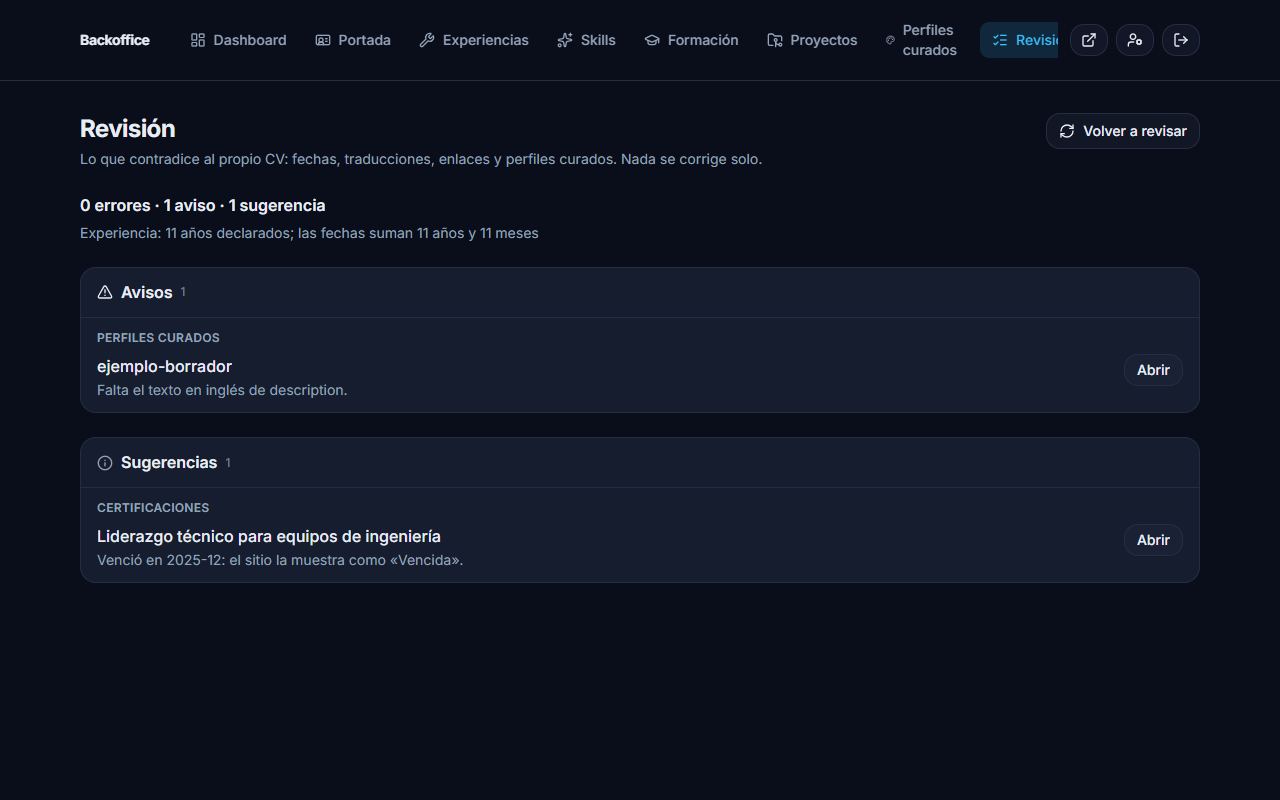 Backoffice
Dashboard
Portada
Experiencias
Skills
Formación
Proyectos
Perfiles
curados
Revisió
Revisión
Volver a revisar
Lo que contradice al propio CV: fechas, traducciones, enlaces y perfiles curados. Nada se corrige solo.
0 errores · 1 aviso · 1 sugerencia
Experiencia: 11 años declarados; las fechas suman 11 años y 11 meses
Avisos 1
PERFILES CURADOS
ejemplo-borrador
Falta el texto en inglés de description.
Abrir
Sugerencias 1
CERTIFICACIONES
Liderazgo técnico para equipos de ingeniería
Venció en 2025-12: el sitio la muestra como «Vencida».
Abrir